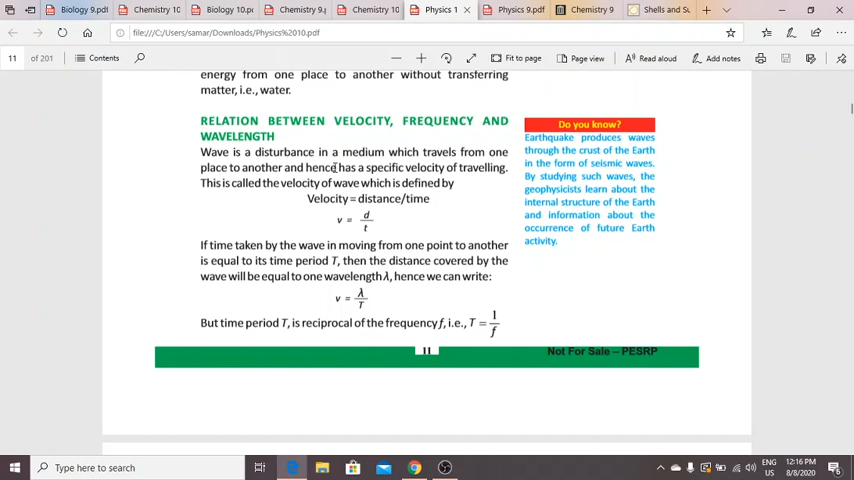 Biology 9.pdf
Chemistry 10
Biology 10.pc
Chemistry 9.p
Chemistry 10
Physics 1
Physics 9.pdf
Chemistry 9
Shells and Su
file:///C:/Users/samar/Downloads/Physics%2010.pdf
11 of 201
Contents
Fit to page
Page view
Read aloud
Add notes
energy from one place to another without transferring
matter, i.e., water.
RELATION BETWEEN VELOCITY, FREQUENCY AND
WAVELENGTH
Wave is a disturbance in a medium which travels from one
place to another and hence has a specific velocity of travelling.
This is called the velocity of wave which is defined by
Velocity = distance/time
v = d/t
If time taken by the wave in moving from one point to another
is equal to its time period T, then the distance covered by the
wave will be equal to one wavelength λ, hence we can write:
v = λ/T
But time period T, is reciprocal of the frequency f, i.e., T = 1/f
Do you know?
Earthquake produces waves
through the crust of the Earth
in the form of seismic waves.
By studying such waves, the
geophysicists learn about the
internal structure of the Earth
and information about the
occurrence of future Earth
activity.
11
Not For Sale – PESRP
Type here to search
ENG
US
12:16 PM
8/8/2020